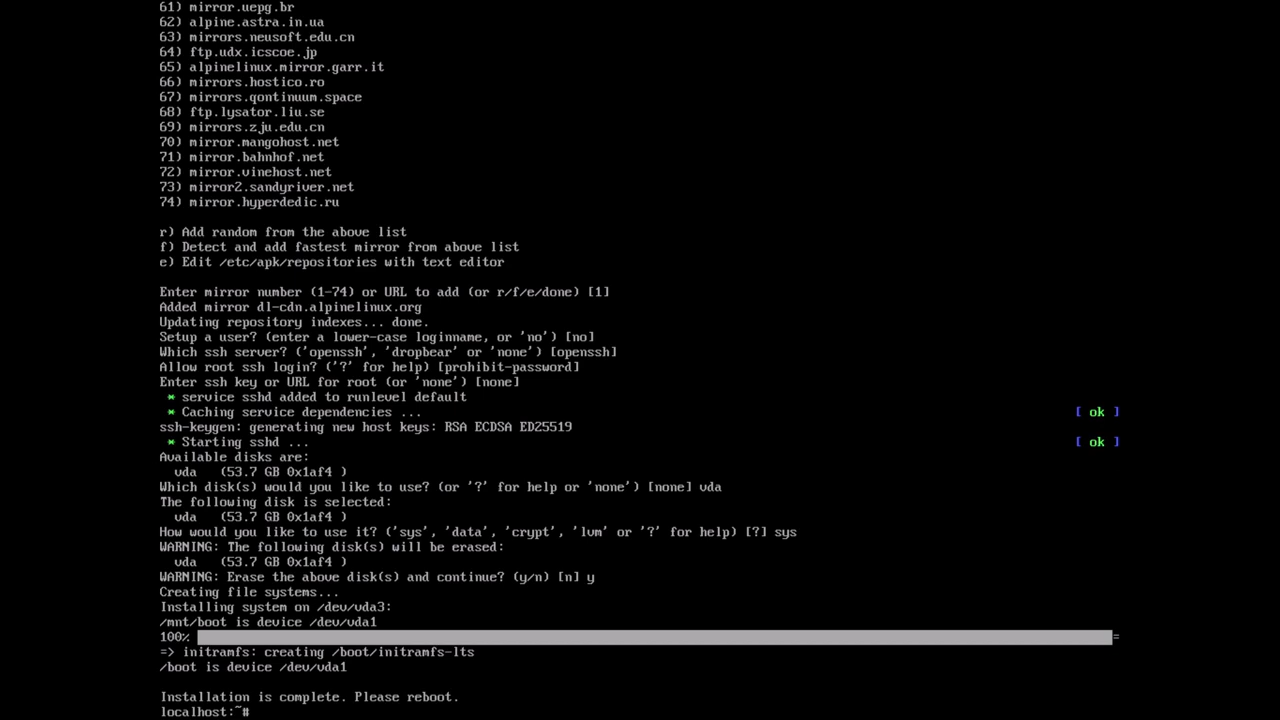 61) mirror.uepg.br
62) alpine.astra.in.ua
63) mirrors.neusoft.edu.cn
64) ftp.udx.icscoe.jp
65) alpinelinux.mirror.garr.it
66) mirrors.hostico.ro
67) mirrors.qontinuum.space
68) ftp.lysator.liu.se
69) mirrors.zju.edu.cn
70) mirror.mangohost.net
71) mirror.bahnhof.net
72) mirror.vinehost.net
73) mirror2.sandyriver.net
74) mirror.hyperdedic.ru
r) Add random from the above list
f) Detect and add fastest mirror from above list
e) Edit /etc/apk/repositories with text editor
Enter mirror number (1-74) or URL to add (or r/f/e/done) [1]
Added mirror dl-cdn.alpinelinux.org
Updating repository indexes... done.
Setup a user? (enter a lower-case loginname, or 'no') [no]
Which ssh server? ('openssh', 'dropbear' or 'none') [openssh]
Allow root ssh login? ('?' for help) [prohibit-password]
Enter ssh key or URL for root (or 'none') [none]
* service sshd added to runlevel default
* Caching service dependencies ... [ ok ]
ssh-keygen: generating new host keys: RSA ECDSA ED25519
* Starting sshd ... [ ok ]
Available disks are:
vda (53.7 GB 0x1af4 )
Which disk(s) would you like to use? (or '?' for help or 'none') [none] vda
The following disk is selected:
vda (53.7 GB 0x1af4 )
How would you like to use it? ('sys', 'data', 'crypt', 'lvm' or '?' for help) [?] sys
WARNING: The following disk(s) will be erased:
vda (53.7 GB 0x1af4 )
WARNING: Erase the above disk(s) and continue? (y/n) [n] y
Creating file systems...
Installing system on /dev/vda3:
/mnt/boot is device /dev/vda1
100% =
=> initramfs: creating /boot/initramfs-lts
/boot is device /dev/vda1
Installation is complete. Please reboot.
localhost:~#